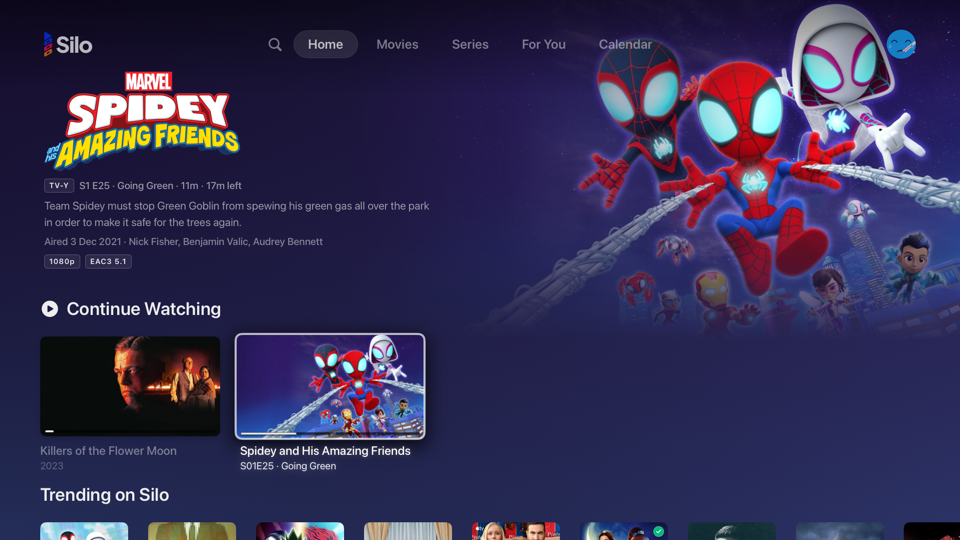 Silo
Home
Movies
Series
For You
Calendar
MARVEL
SPIDEY
and his
AMAZING FRIENDS
TV-Y S1 E25 · Going Green · 11m · 17m left
Team Spidey must stop Green Goblin from spewing his green gas all over the park
in order to make it safe for the trees again.
Aired 3 Dec 2021 · Nick Fisher, Benjamin Valic, Audrey Bennett
1080p EAC3 5.1
Continue Watching
Killers of the Flower Moon
2023
Spidey and His Amazing Friends
S01E25 · Going Green
Trending on Silo